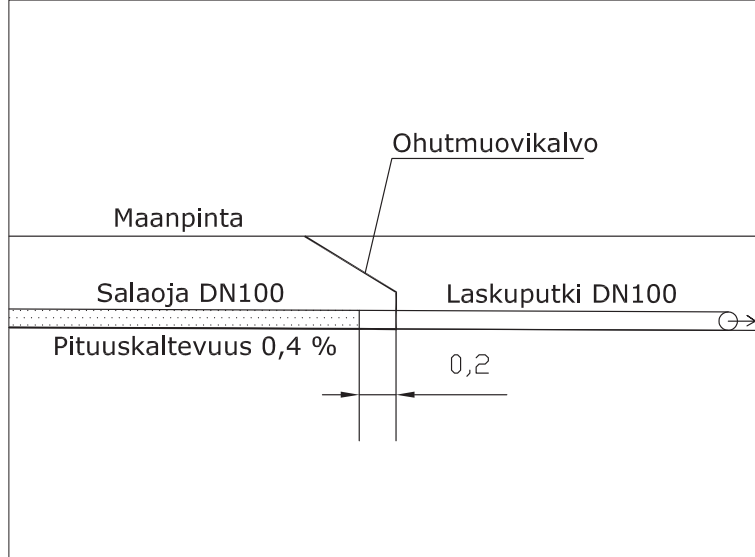 Ohutmuovikalvo
Maanpinta
Salaoja DN100
Laskuputki DN100
Pituuskaltevuus 0,4 %
0,2